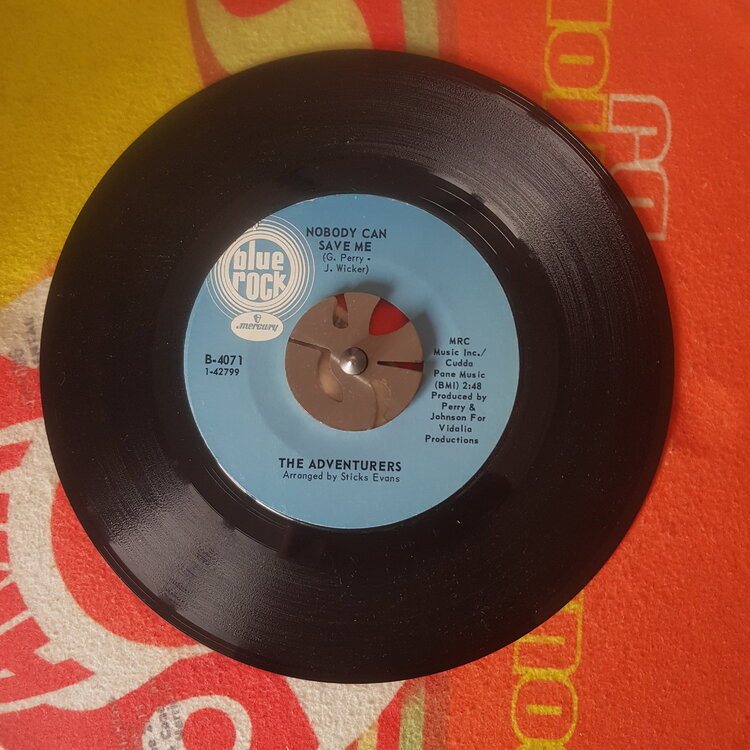 NOBODY CAN
SAVE ME
(G. Perry -
J. Wicker)
blue
rock
mercury
B-4071
1-42799
MRC
Music Inc./
Cudda
Pane Music
(BMI) 2:48
Produced by
Perry &
Johnson For
Vidalia
Productions
THE ADVENTURERS
Arranged by Sticks Evans